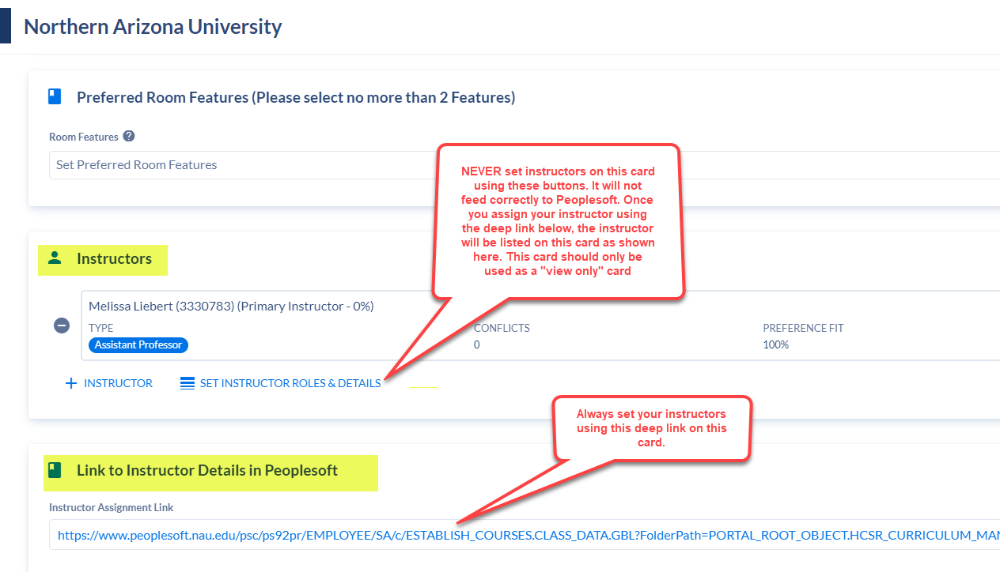 Northern Arizona University
Preferred Room Features (Please select no more than 2 Features)
Room Features ?
Set Preferred Room Features
NEVER set instructors on this card
using these buttons. It will not
feed correctly to Peoplesoft. Once
you assign your instructor using
the deep link below, the instructor
will be listed on this card as shown
here. This card should only be
used as a "view only" card
Instructors
Melissa Liebert (3330783) (Primary Instructor - 0%)
TYPE CONFLICTS PREFERENCE FIT
Assistant Professor 0 100%
+ INSTRUCTOR SET INSTRUCTOR ROLES & DETAILS
Always set your instructors
using this deep link on this
card.
Link to Instructor Details in Peoplesoft
Instructor Assignment Link
https://www.peoplesoft.nau.edu/psc/ps92pr/EMPLOYEE/SA/c/ESTABLISH_COURSES.CLASS_DATA.GBL?FolderPath=PORTAL_ROOT_OBJECT.HCSR_CURRICULUM_MAN